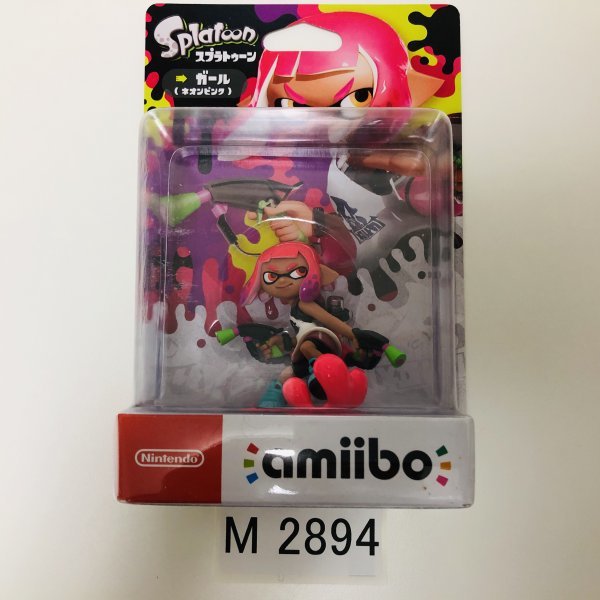 Splatoon
スプラトゥーン
ガール
(ネオンピンク)
Nintendo
amiibo
M 2894